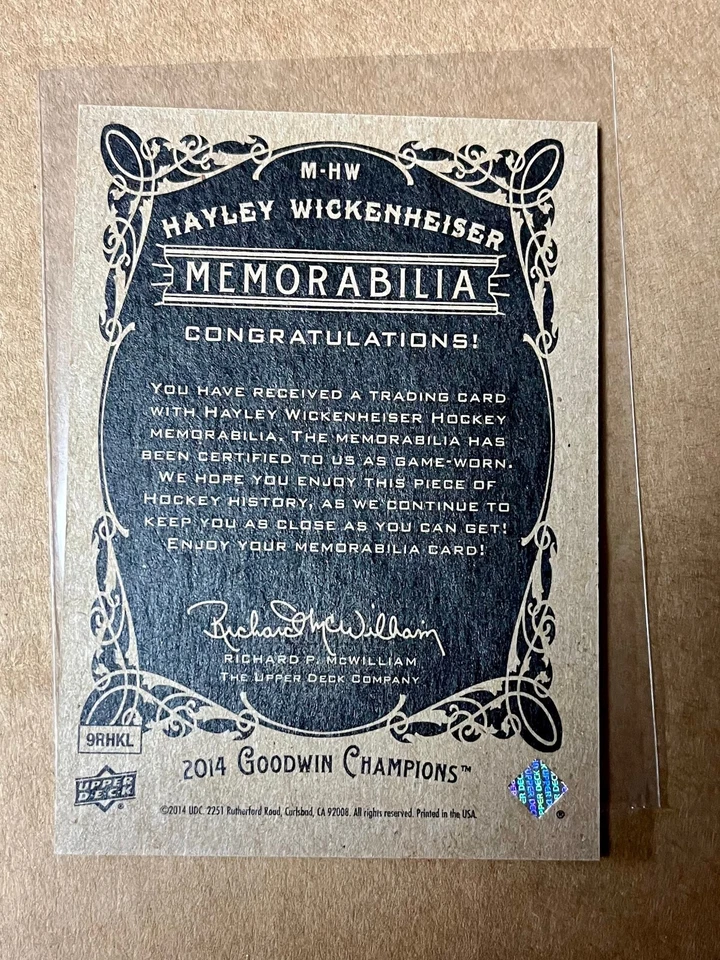 M-HW
HAYLEY WICKENHEISER
MEMORABILIA
CONGRATULATIONS!
YOU HAVE RECEIVED A TRADING CARD
WITH HAYLEY WICKENHEISER HOCKEY
MEMORABILIA. THE MEMORABILIA HAS
BEEN CERTIFIED TO US AS GAME-WORN.
WE HOPE YOU ENJOY THIS PIECE OF
HOCKEY HISTORY, AS WE CONTINUE TO
KEEP YOU AS CLOSE AS YOU CAN GET!
ENJOY YOUR MEMORABILIA CARD!
Richard McWilliam
RICHARD P. MCWILLIAM
THE UPPER DECK COMPANY
9RHKL
2014 GOODWIN CHAMPIONS™
UPPER
DECK®
©2014 UDC. 2251 Rutherford Road, Carlsbad, CA 92008. All rights reserved. Printed in the USA.
®